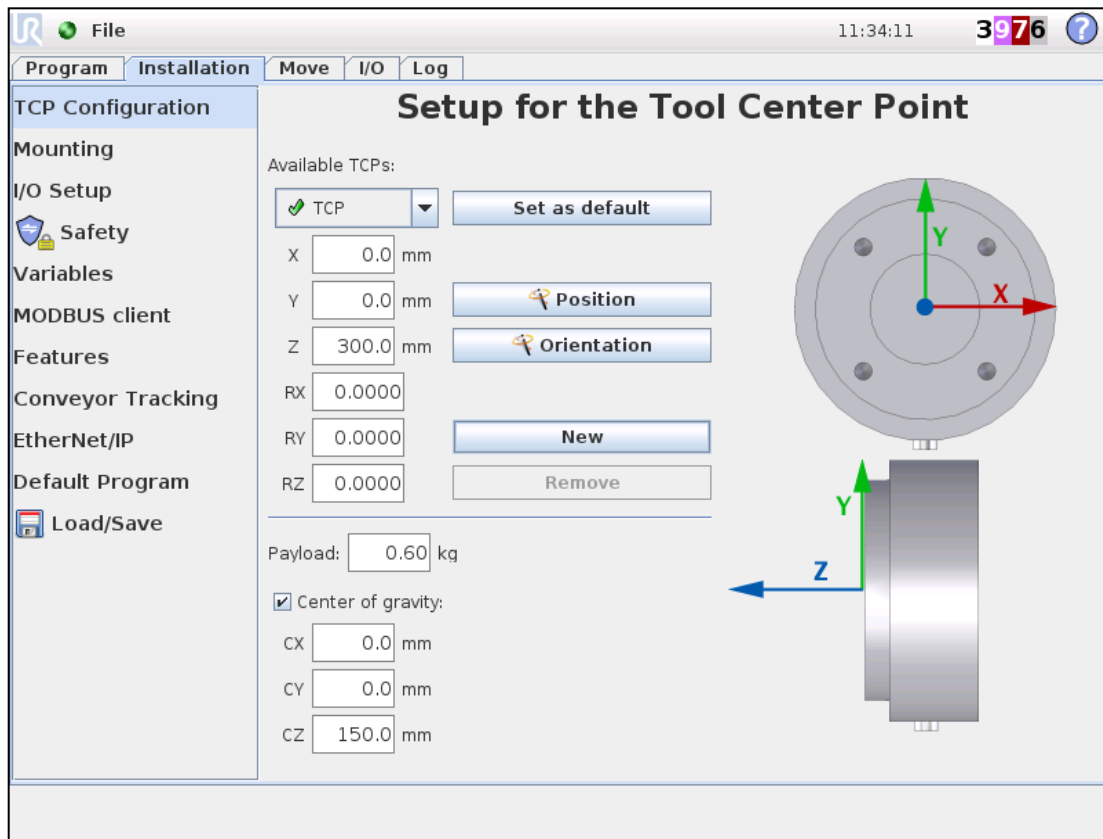 UR File 11:34:11 3976 ?
Program Installation Move I/O Log
TCP Configuration
Mounting
I/O Setup
Safety
Variables
MODBUS client
Features
Conveyor Tracking
EtherNet/IP
Default Program
Load/Save
Setup for the Tool Center Point
Available TCPs:
TCP Set as default
X 0.0 mm
Y 0.0 mm Position
Z 300.0 mm Orientation
RX 0.0000
RY 0.0000 New
RZ 0.0000 Remove
Payload: 0.60 kg
Center of gravity:
CX 0.0 mm
CY 0.0 mm
CZ 150.0 mm
Y
X
Y
Z